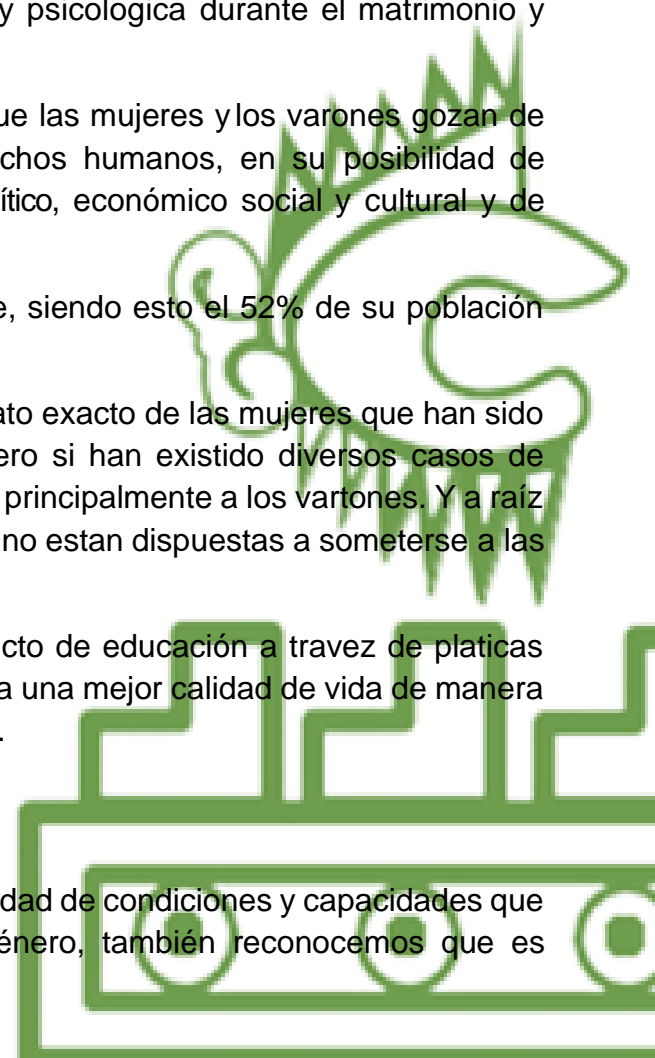 y psicologica durante el matrimonio y
ue las mujeres y los varones gozan de
chos humanos, en su posibilidad de
ítico, económico social y cultural y de
e, siendo esto el 52% de su población
ato exacto de las mujeres que han sido
ero si han existido diversos casos de
principalmente a los vartones. Y a raíz
no estan dispuestas a someterse a las
cto de educación a travez de platicas
a una mejor calidad de vida de manera
.
dad de condiciones y capacidades que
énero, también reconocemos que es